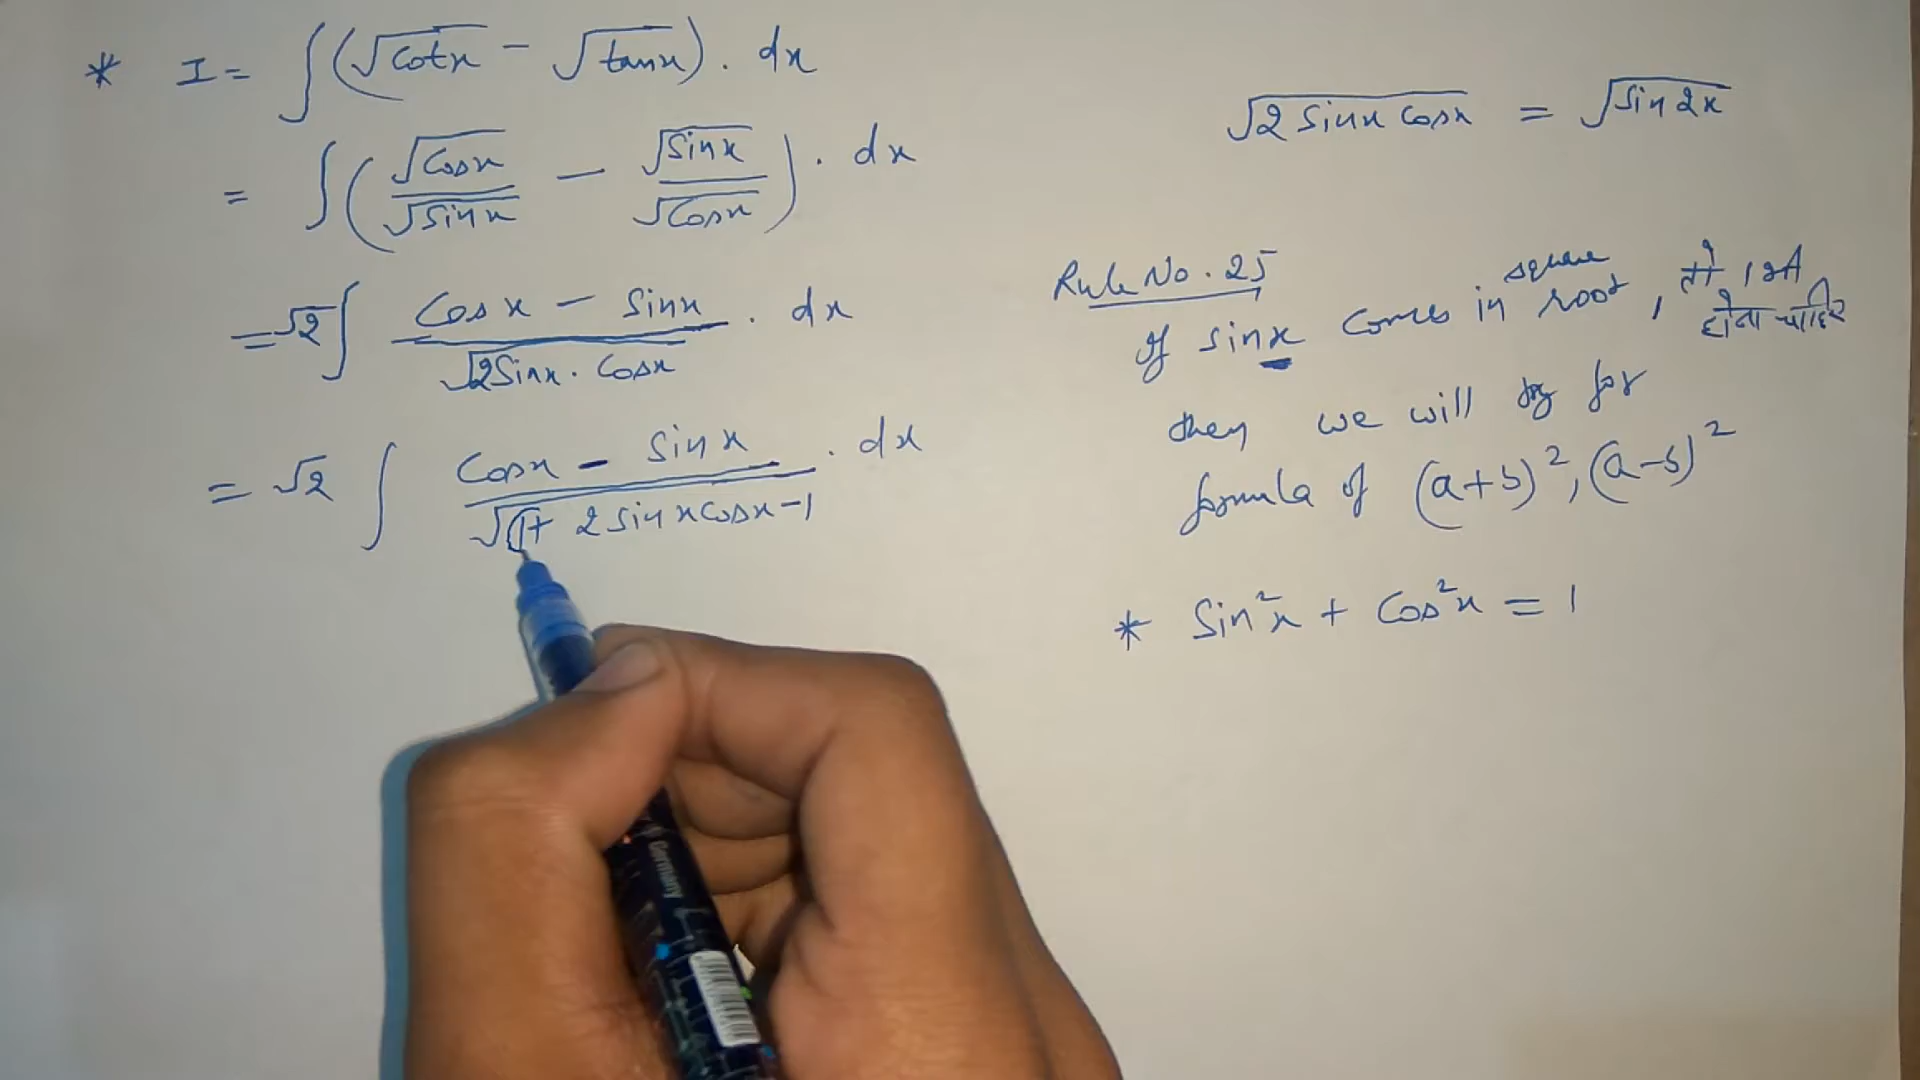 * I = ∫(√cotx - √tanx). dx
= ∫(√Cosx/√Sinx - √Sinx/√Cosx). dx
= √2 ∫ (Cosx - Sinx)/√2Sinx.Cosx . dx
= √2 ∫ (Cosx - Sinx)/√1+2sinxcosx-1 . dx
√2 Sinx Cosx = √Sin2x
Rule No. 25
If sinx comes in square root, तो
होना चाहिए
then we will try for
formula of (a+b)², (a-b)²
* Sin²x + Cos²x = 1
Germany